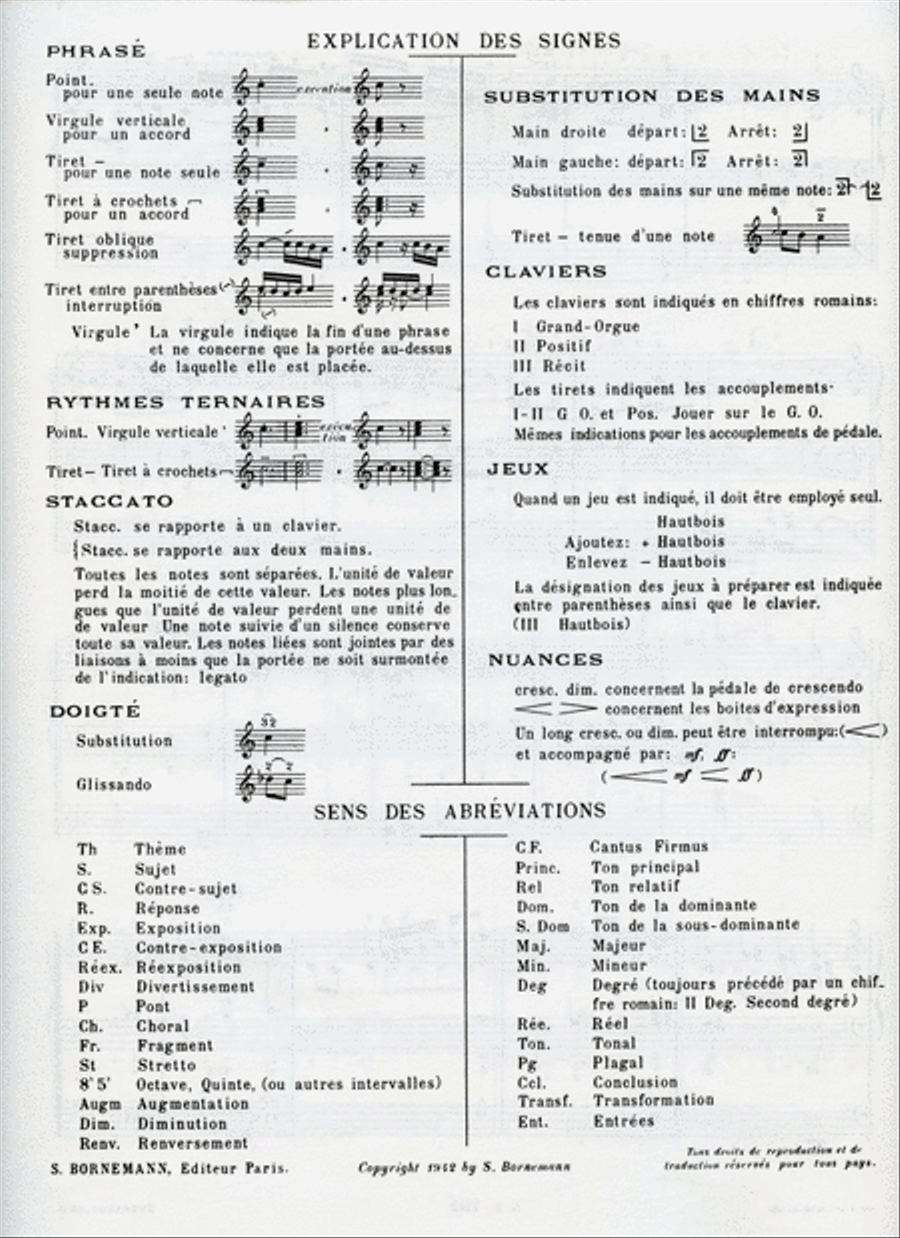 EXPLICATION DES SIGNES
PHRASÉ
Point.
pour une seule note
execution
Virgule verticale
pour un accord
Tiret –
pour une note seule
Tiret à crochets
pour un accord
Tiret oblique
suppression
Tiret entre parenthèses (-)
interruption
Virgule ' La virgule indique la fin d'une phrase
et ne concerne que la portée au-dessus
de laquelle elle est placée.
RYTHMES TERNAIRES
Point. Virgule verticale '
execu
tion
Tiret – Tiret à crochets
STACCATO
Stacc. se rapporte à un clavier.
{Stacc. se rapporte aux deux mains.
Toutes les notes sont séparées. L'unité de valeur
perd la moitié de cette valeur. Les notes plus lon_
gues que l'unité de valeur perdent une unité de
de valeur Une note suivie d'un silence conserve
toute sa valeur. Les notes liées sont jointes par des
liaisons à moins que la portée ne soit surmontée
de l'indication: legato
DOIGTÉ
Substitution
32
Glissando
2 2
SUBSTITUTION DES MAINS
Main droite départ: 2 Arrêt: 2
Main gauche: départ: 2 Arrêt: 2
Substitution des mains sur une même note: 2 2
Tiret – tenue d'une note
4 2
CLAVIERS
Les claviers sont indiqués en chiffres romains:
I Grand-Orgue
II Positif
III Récit
Les tirets indiquent les accouplements·
I-II G O. et Pos. Jouer sur le G. O.
Mêmes indications pour les accouplements de pédale.
JEUX
Quand un jeu est indiqué, il doit être employé seul.
Hautbois
Ajoutez: + Hautbois
Enlevez – Hautbois
La désignation des jeux à préparer est indiquée
entre parenthèses ainsi que le clavier.
(III Hautbois)
NUANCES
cresc. dim. concernent la pédale de crescendo
< > concernent les boites d'expression
Un long cresc. ou dim. peut être interrompu: (<)
et accompagné par: mf, ff:
(< mf < ff)
SENS DES ABRÉVIATIONS
Th Thème
S. Sujet
C S. Contre-sujet
R. Réponse
Exp. Exposition
C E. Contre-exposition
Réex. Réexposition
Div Divertissement
P Pont
Ch. Choral
Fr. Fragment
St Stretto
8° 5' Octave, Quinte, (ou autres intervalles)
Augm Augmentation
Dim. Diminution
Renv. Renversement
C.F. Cantus Firmus
Princ. Ton principal
Rel Ton relatif
Dom. Ton de la dominante
S. Dom Ton de la sous-dominante
Maj. Majeur
Min. Mineur
Deg Degré (toujours précédé par un chif_
fre romain: II Deg. Second degré)
Rée. Réel
Ton. Tonal
Pg Plagal
Ccl. Conclusion
Transf. Transformation
Ent. Entrées
S. BORNEMANN, Editeur Paris.
Copyright 1942 by S. Bornemann
Tous droits de reproduction et de
traduction réservés pour tous pays.